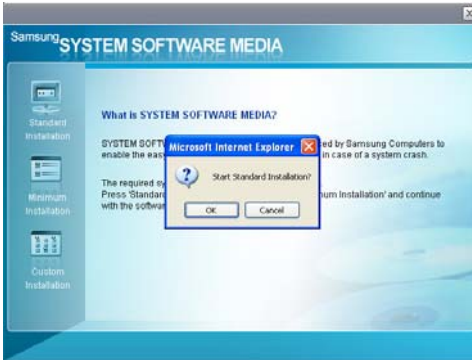 Samsung SYSTEM SOFTWARE MEDIA
Standard
Installation
Minimum
Installation
Custom
Installation
What is SYSTEM SOFTWARE MEDIA?
SYSTEM SOFTW ed by Samsung Computers to
enable the eas in case of a system crash.
The required sy
Press 'Standar um Installation' and continue
with the softwar
Microsoft Internet Explorer
Start Standard Installation?
OK
Cancel